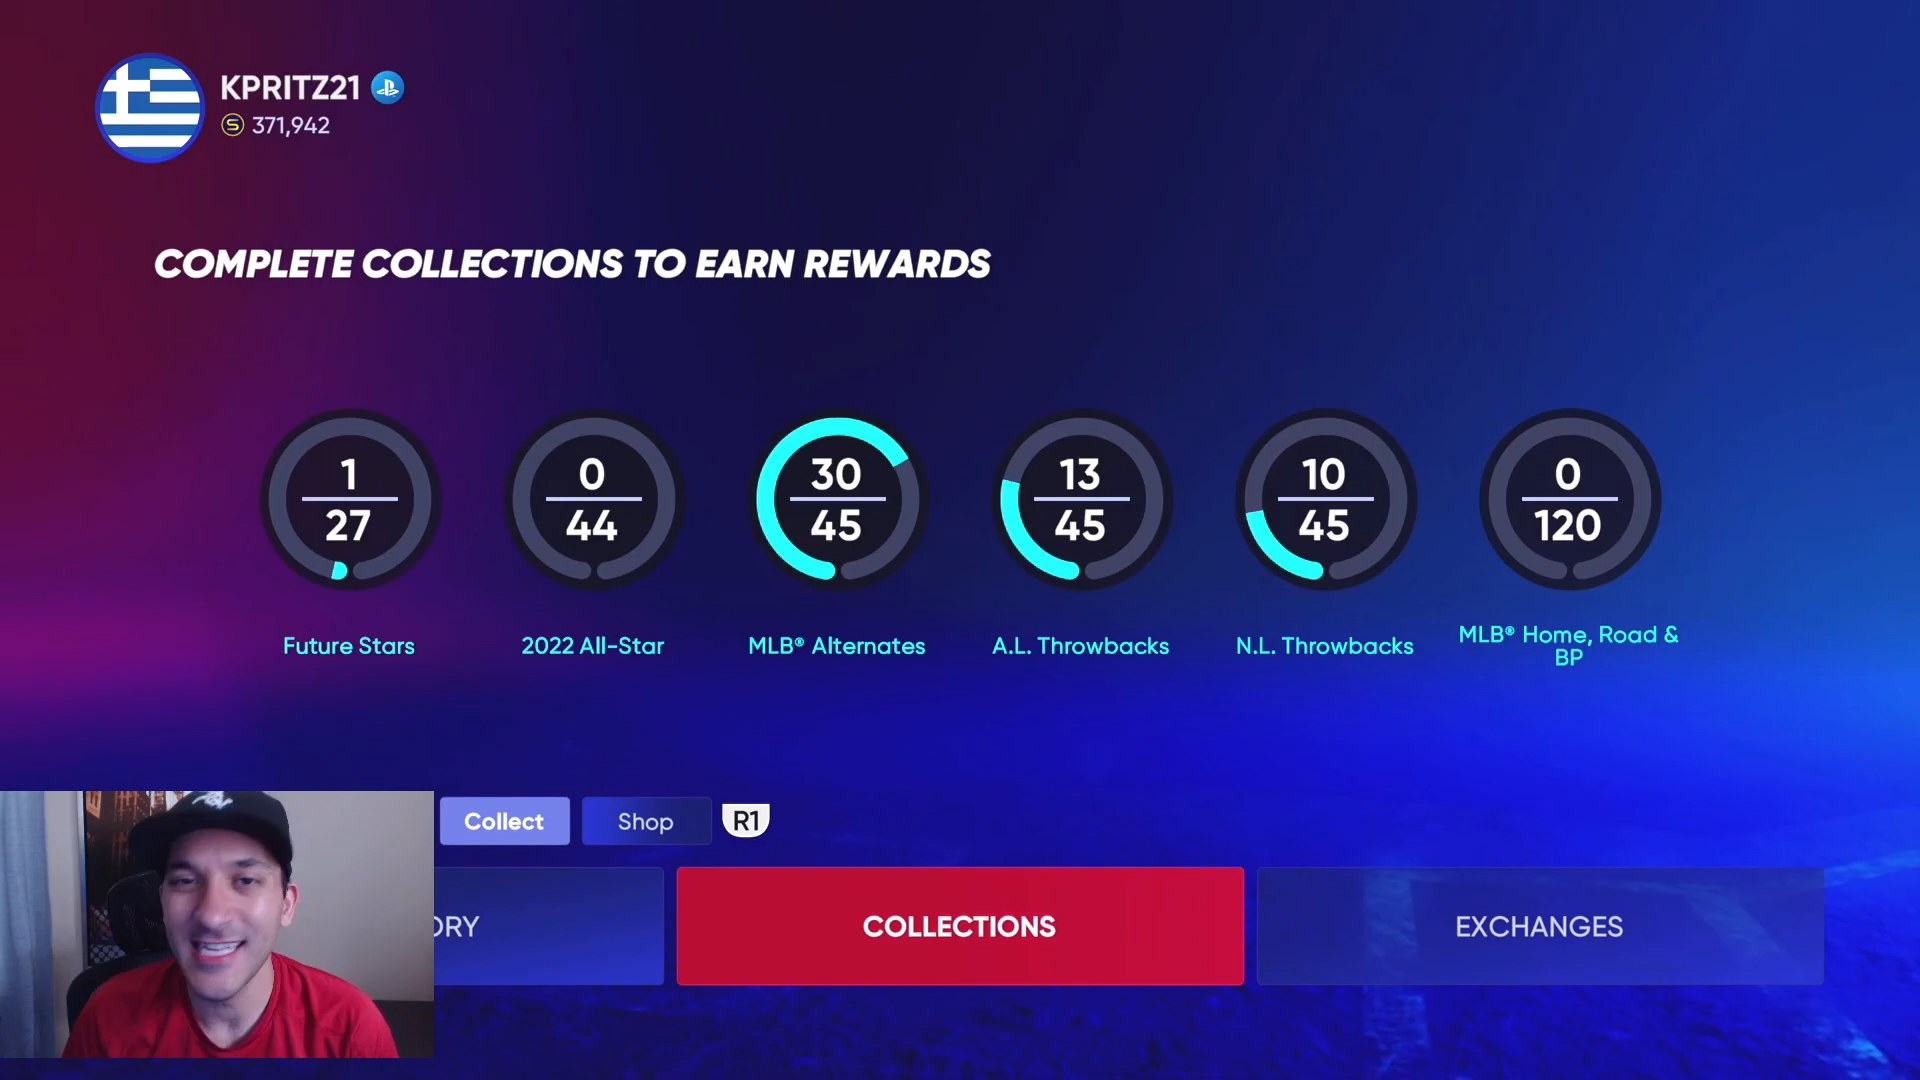 KPRITZ21
371,942
COMPLETE COLLECTIONS TO EARN REWARDS
1
27
0
44
30
45
13
45
10
45
0
120
Future Stars
2022 All-Star
MLB® Alternates
A.L. Throwbacks
N.L. Throwbacks
MLB® Home, Road &
BP
Collect
Shop
R1
COLLECTIONS
EXCHANGES